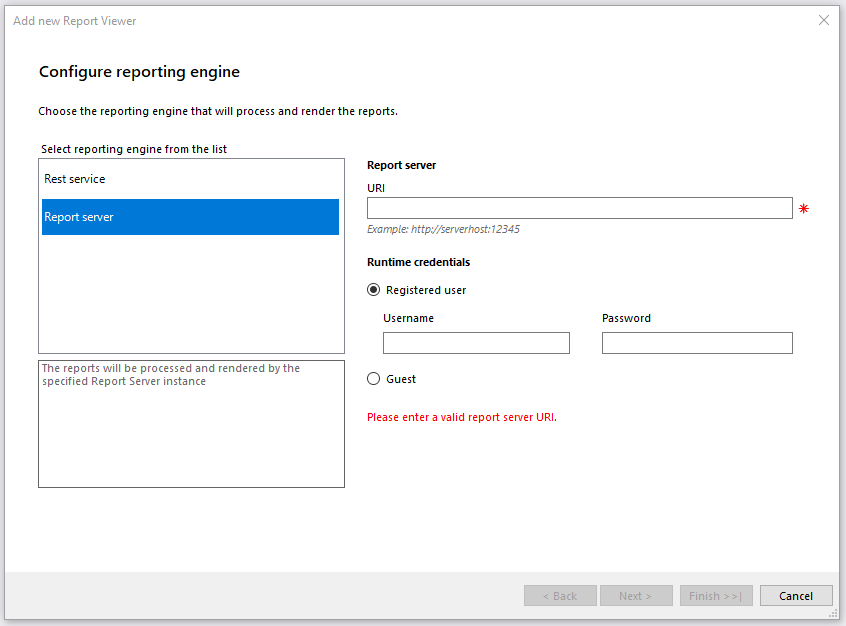 Add new Report Viewer
Configure reporting engine
Choose the reporting engine that will process and render the reports.
Select reporting engine from the list
Rest service
Report server
The reports will be processed and rendered by the
specified Report Server instance
Report server
URI
*
Example: http://serverhost:12345
Runtime credentials
Registered user
Username
Password
Guest
Please enter a valid report server URI.
< Back
Next >
Finish >>|
Cancel